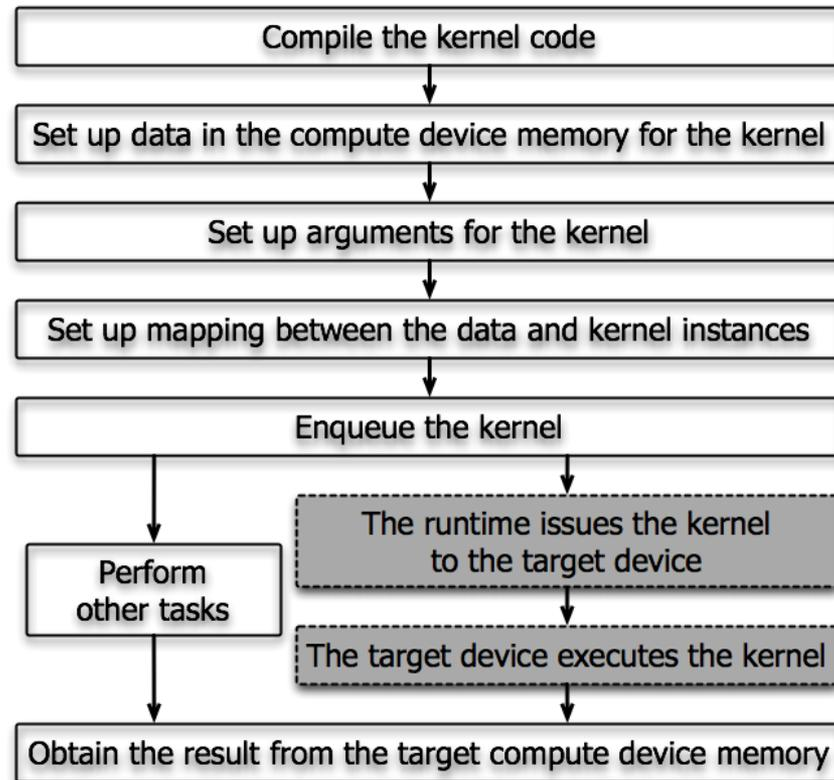 Compile the kernel code
Set up data in the compute device memory for the kernel
Set up arguments for the kernel
Set up mapping between the data and kernel instances
Enqueue the kernel
The runtime issues the kernel
to the target device
Perform
other tasks
The target device executes the kernel
Obtain the result from the target compute device memory